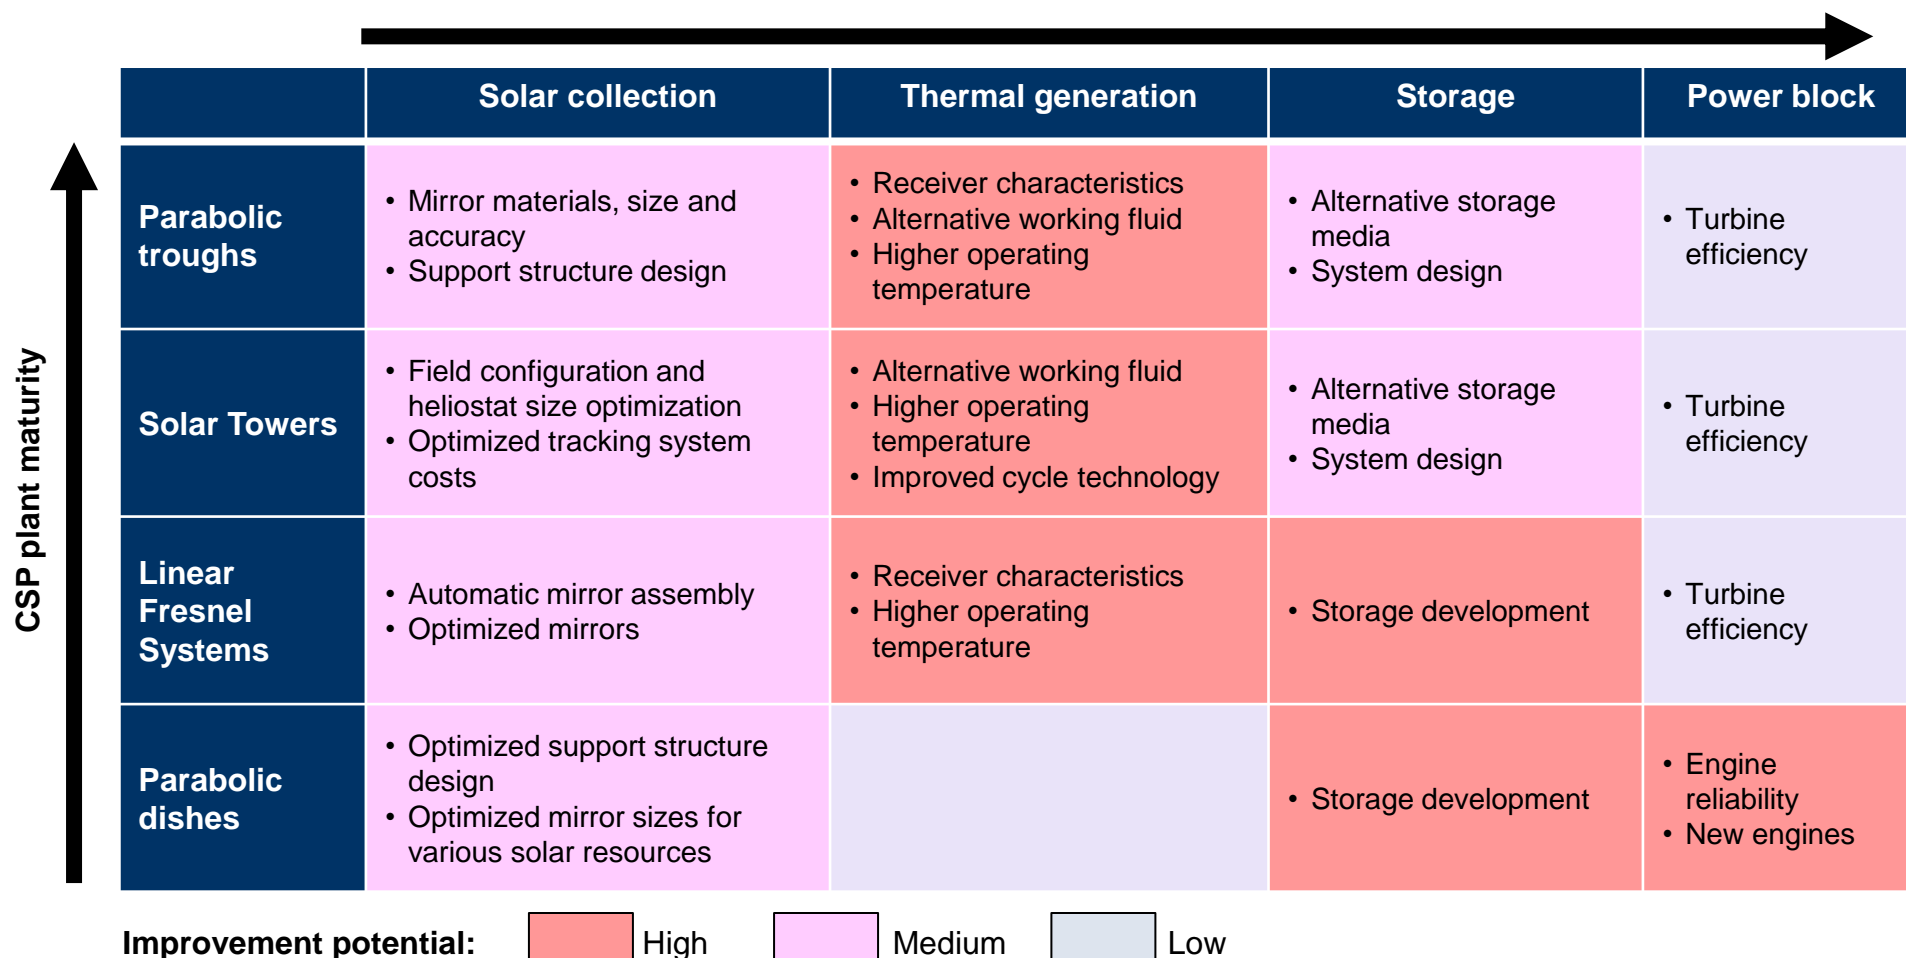 Solar collection
Thermal generation
Storage
Power block
CSP plant maturity
Parabolic
troughs
• Mirror materials, size and
accuracy
• Support structure design
• Receiver characteristics
• Alternative working fluid
• Higher operating
temperature
• Alternative storage
media
• System design
• Turbine
efficiency
Solar Towers
• Field configuration and
heliostat size optimization
• Optimized tracking system
costs
• Alternative working fluid
• Higher operating
temperature
• Improved cycle technology
• Alternative storage
media
• System design
• Turbine
efficiency
Linear
Fresnel
Systems
• Automatic mirror assembly
• Optimized mirrors
• Receiver characteristics
• Higher operating
temperature
• Storage development
• Turbine
efficiency
Parabolic
dishes
• Optimized support structure
design
• Optimized mirror sizes for
various solar resources
• Storage development
• Engine
reliability
• New engines
Improvement potential:
High
Medium
Low